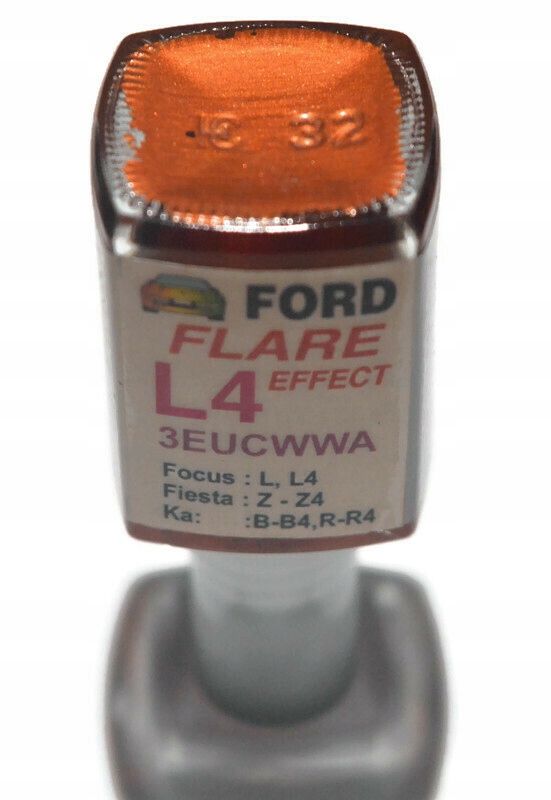 32
FORD
FLARE
EFFECT
L4
3EUCWWA
Focus : L, L4
Fiesta : Z - Z4
Ka: :B-B4,R-R4